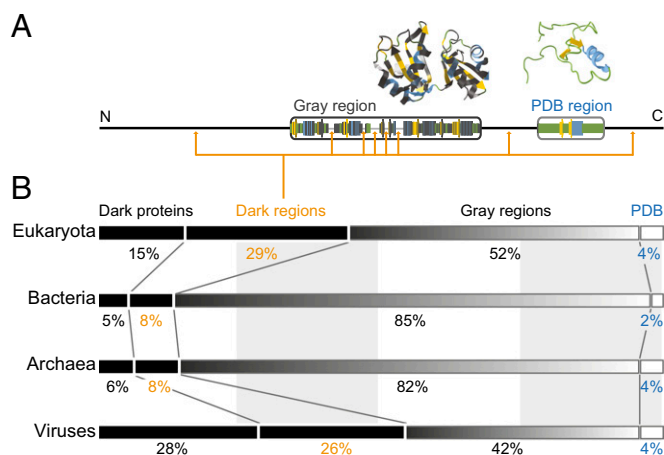 A
Gray region
PDB region
N
C
B
Dark proteins Dark regions Gray regions PDB
Eukaryota
15% 29% 52% 4%
Bacteria
5% 8% 85% 2%
Archaea
6% 8% 82% 4%
Viruses
28% 26% 42% 4%